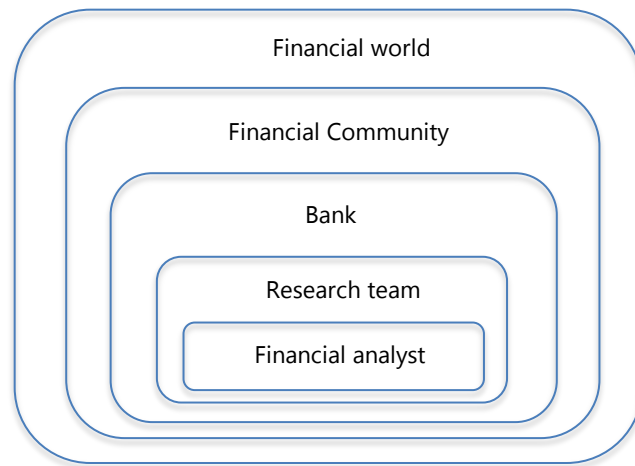 Financial world
Financial Community
Bank
Research team
Financial analyst